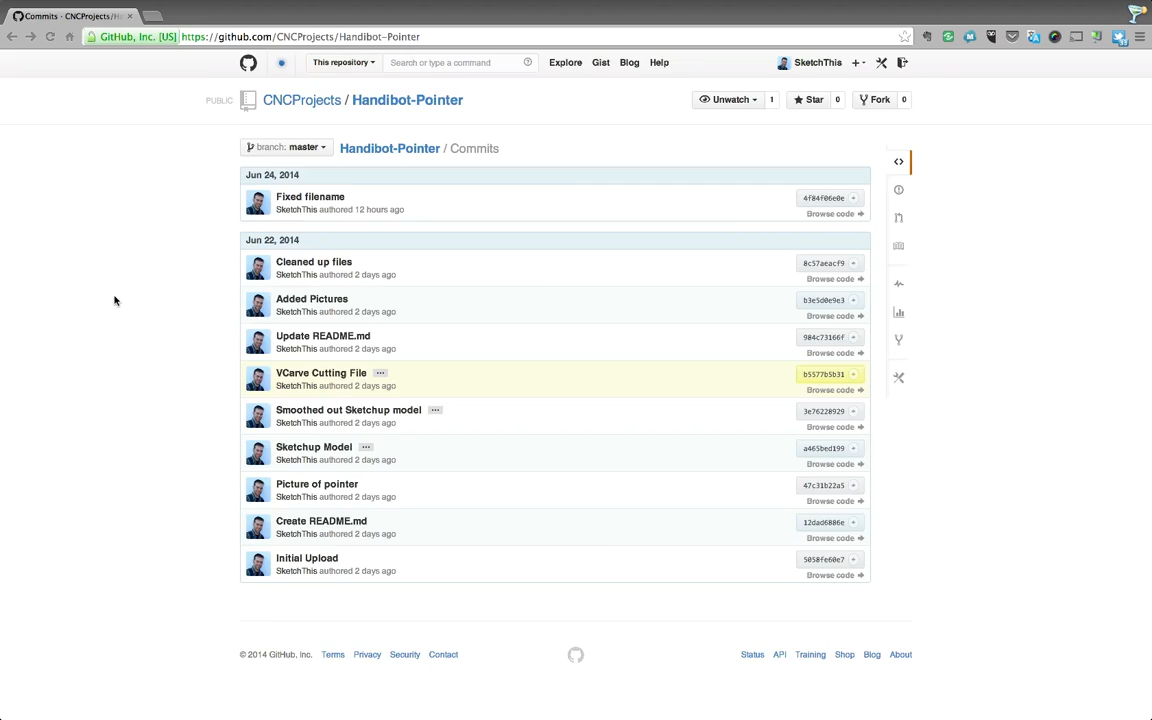 Commits · CNCProjects/Ha
GitHub, Inc. [US] https://github.com/CNCProjects/Handibot-Pointer
This repository Search or type a command Explore Gist Blog Help SketchThis
PUBLIC CNCProjects / Handibot-Pointer Unwatch 1 Star 0 Fork 0
branch: master Handibot-Pointer / Commits
Jun 24, 2014
Fixed filename 4f84f06e0e
SketchThis authored 12 hours ago Browse code
Jun 22, 2014
Cleaned up files 8c57aeacf9
SketchThis authored 2 days ago Browse code
Added Pictures b3e5d0e9e3
SketchThis authored 2 days ago Browse code
Update README.md 984c73166f
SketchThis authored 2 days ago Browse code
VCarve Cutting File ... b5577b5b31
SketchThis authored 2 days ago Browse code
Smoothed out Sketchup model ... 3e76228929
SketchThis authored 2 days ago Browse code
Sketchup Model ... a465bed199
SketchThis authored 2 days ago Browse code
Picture of pointer 47c31b22a5
SketchThis authored 2 days ago Browse code
Create README.md 12dad6886e
SketchThis authored 2 days ago Browse code
Initial Upload 5058fe60e7
SketchThis authored 2 days ago Browse code
© 2014 GitHub, Inc. Terms Privacy Security Contact Status API Training Shop Blog About